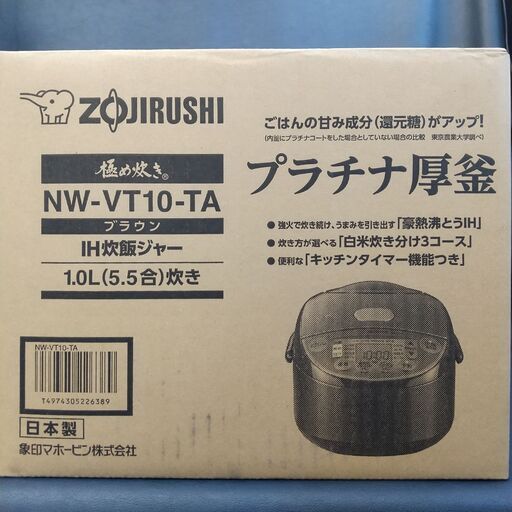 ZOJIRUSHI
極め炊き®
NW-VT10-TA
ブラウン
IH炊飯ジャー
1.0L(5.5合)炊き
NW-VT10-TA
T4974305226389
日本製
象印マホービン株式会社
ごはんの甘み成分(還元糖)がアップ!
(内釜にプラチナコートをした場合としていない場合の比較 東京農業大学調べ)
プラチナ厚釜
●強火で炊き続け、うまみを引き出す「豪熱沸とうIH」
●炊き方が選べる「白米炊き分け3コース」
●便利な「キッチンタイマー機能つき」
10:00